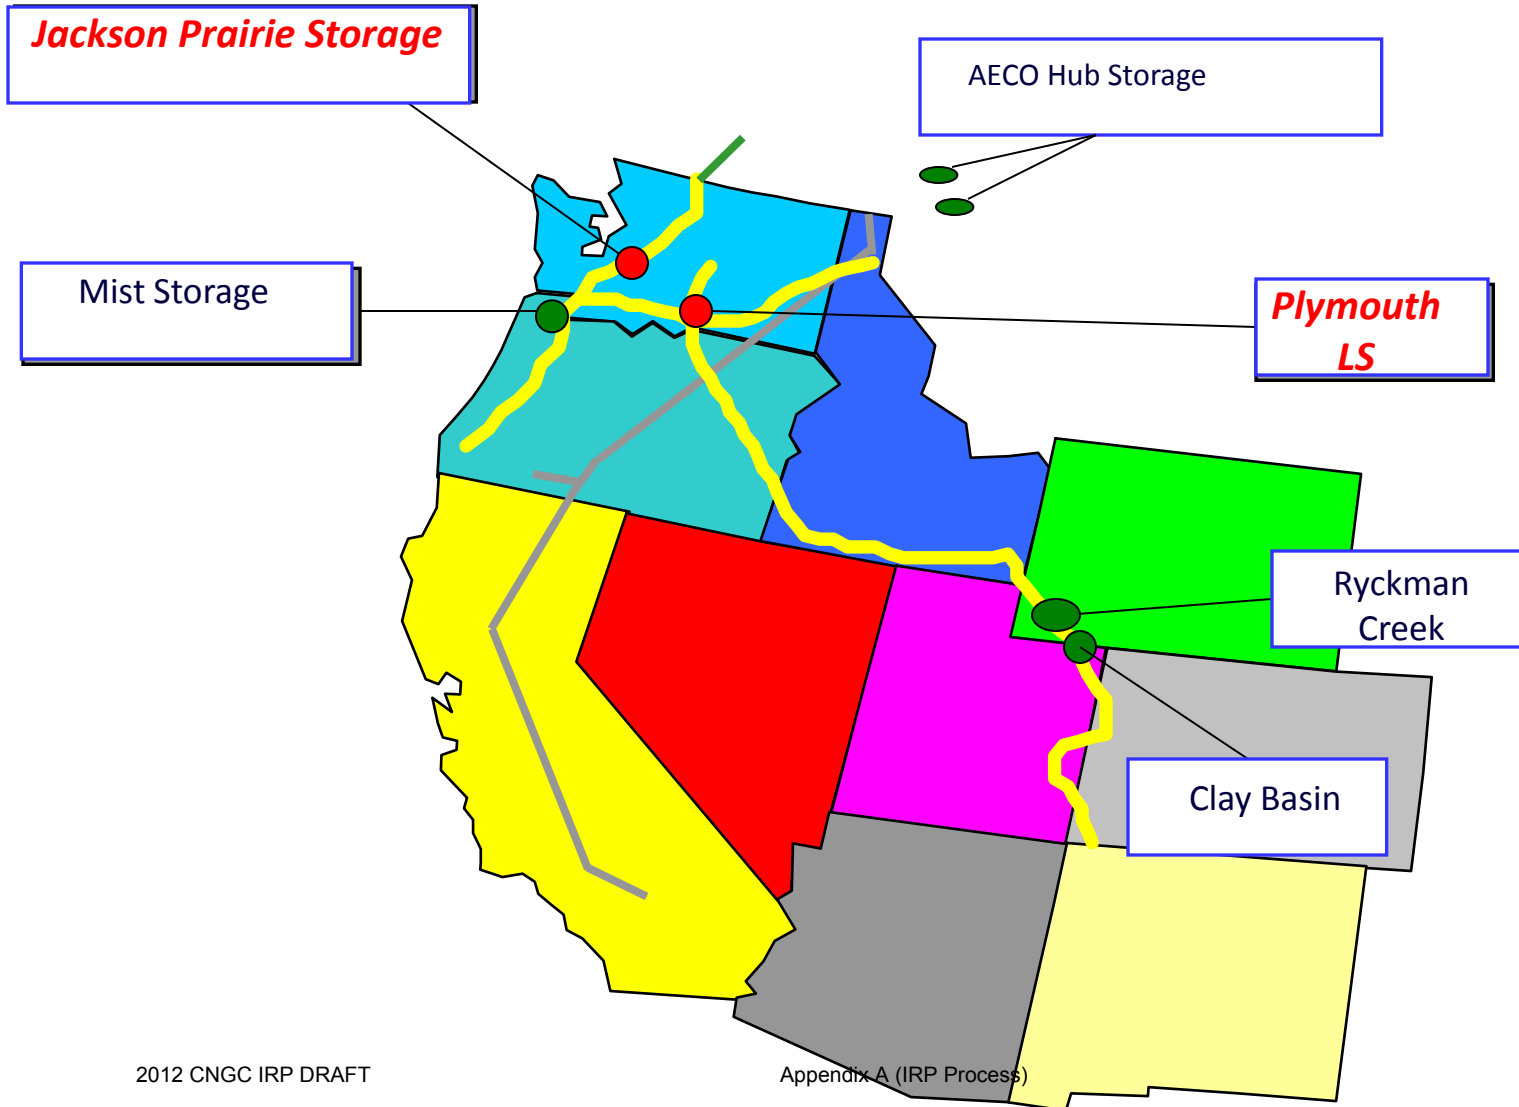 Jackson Prairie Storage
AECO Hub Storage
Mist Storage
Plymouth
LS
Ryckman
Creek
Clay Basin
2012 CNGC IRP DRAFT
Appendix A (IRP Process)